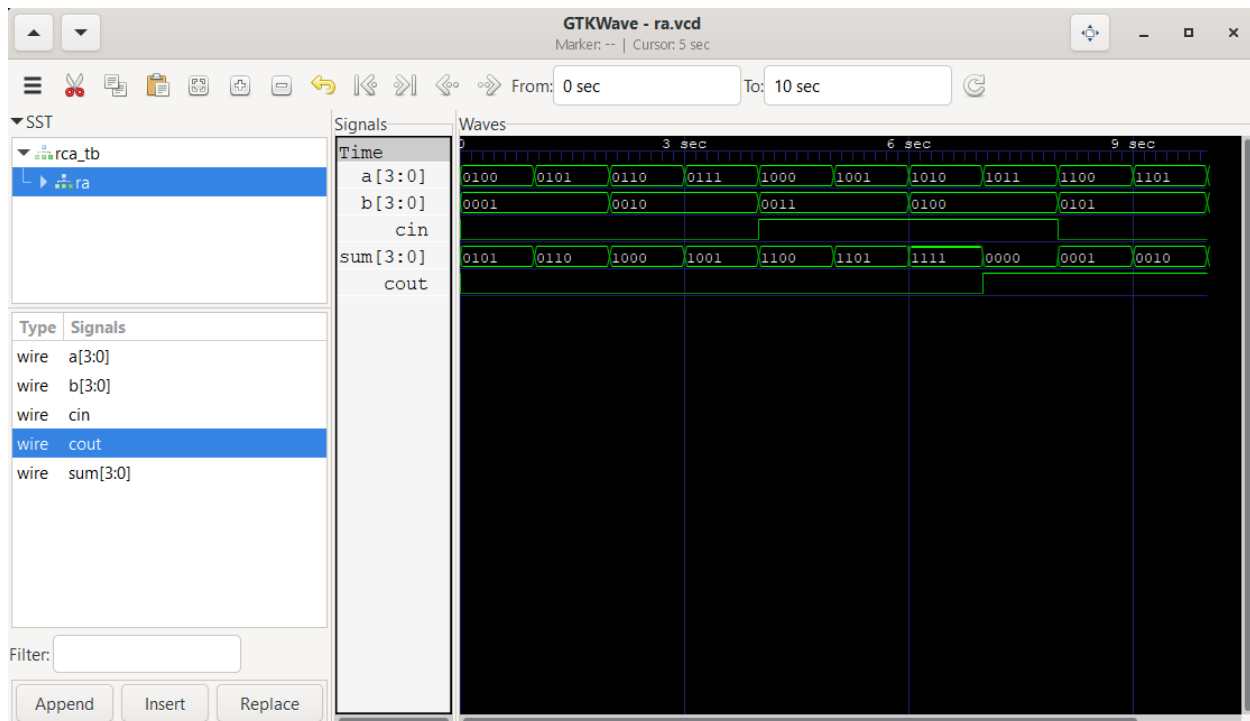 GTKWave - ra.vcd
Marker: -- | Cursor: 5 sec
From: 0 sec To: 10 sec
SST
rca_tb
ra
Type Signals
wire a[3:0]
wire b[3:0]
wire cin
wire cout
wire sum[3:0]
Filter:
Append Insert Replace
Signals
Time
a[3:0]
b[3:0]
cin
sum[3:0]
cout
Waves
0 3 sec 6 sec 9 sec
0100 0101 0110 0111 1000 1001 1010 1011 1100 1101
0001 0010 0011 0100 0101
0101 0110 1000 1001 1100 1101 1111 0000 0001 0010